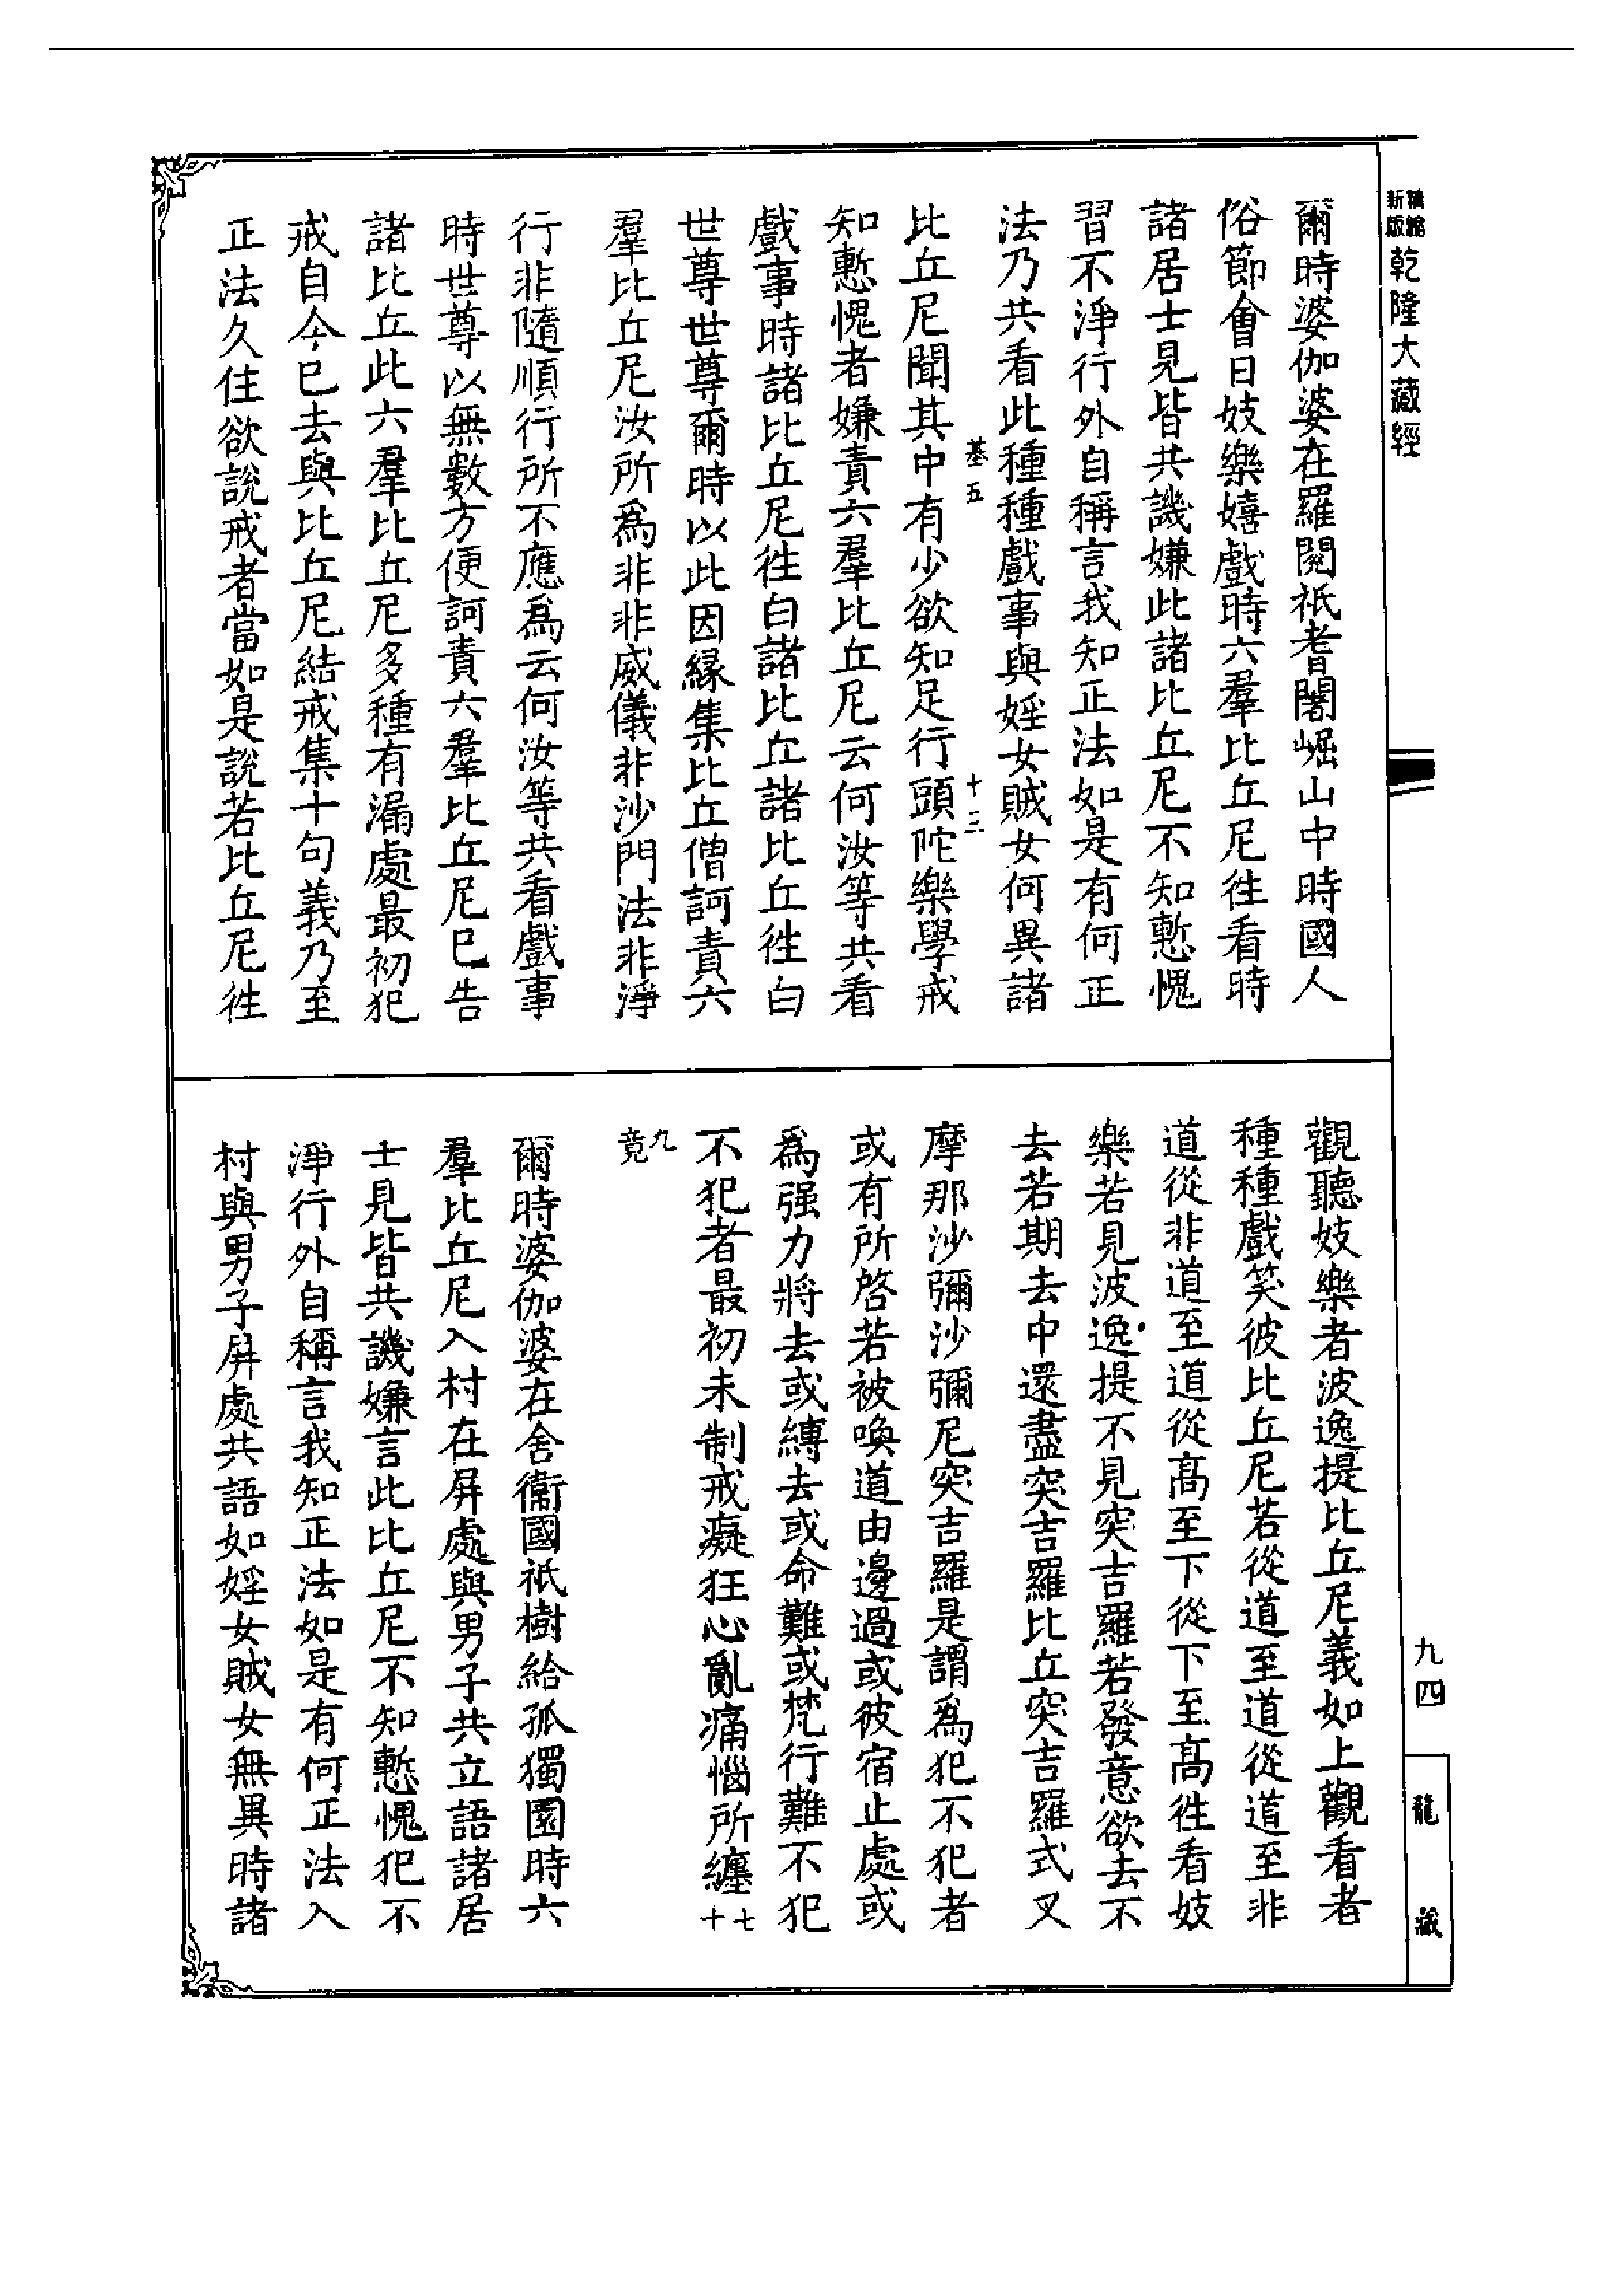 新版精縮乾隆大藏經
爾時婆伽婆在羅閱祇耆闍崛山中時國人
俗節會日妓樂嬉戲時六羣比丘尼徃看時
諸居士見皆共譏嫌此諸比丘尼不知慙愧
習不淨行外自稱言我知正法如是有何正
法乃共看此種種戲事與婬女賊女何異諸
基五 十三
比丘尼聞其中有少欲知足行頭陀樂學戒
知慙愧者嫌責六羣比丘尼云何汝等共看
戲事時諸比丘尼徃白諸比丘諸比丘徃白
世尊世尊爾時以此因緣集比丘僧訶責六
羣比丘尼汝所爲非非威儀非沙門法非淨
行非隨順行所不應爲云何汝等共看戲事
時世尊以無數方便訶責六羣比丘尼巳告
諸比丘此六羣比丘尼多種有漏處最初犯
戒自今巳去與比丘尼結戒集十句義乃至
正法久住欲說戒者當如是說若比丘尼徃
觀聽妓樂者波逸提比丘尼義如上觀看者
種種戲笑彼比丘尼若從道至道從道至非
道從非道至道從高至下從下至高徃看妓
樂若見波逸提不見突吉羅若發意欲去不
去若期去中還盡突吉羅比丘突吉羅式叉
摩那沙彌沙彌尼突吉羅是謂爲犯不犯者
或有所啓若被喚道由邊過或彼宿止處或
爲强力將去或縛去或命難或梵行難不犯
不犯者最初未制戒癡狂心亂痛惱所纏七十
九竟
爾時婆伽婆在舍衞國祇樹給孤獨園時六
羣比丘尼入村在屏處與男子共立語諸居
士見皆共譏嫌言此比丘尼不知慙愧犯不
淨行外自稱言我知正法如是有何正法入
村與男子屏處共語如婬女賊女無異時諸
九四
龍藏